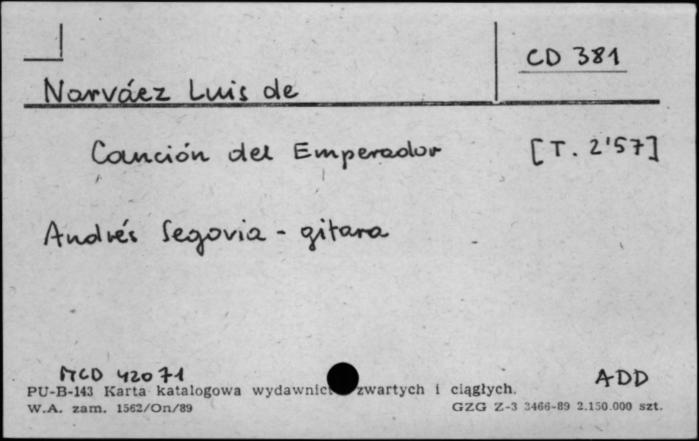 CD 381
Narváez Luis de
Canción del Emperador [T. 2'57]
Andrés Segovia - gitara
MCD 42071 ADD
PU-B-143 Karta katalogowa wydawnic zwartych i ciągłych.
W.A. zam. 1562/On/89 GZG Z-3 3466-89 2.150.000 szt.